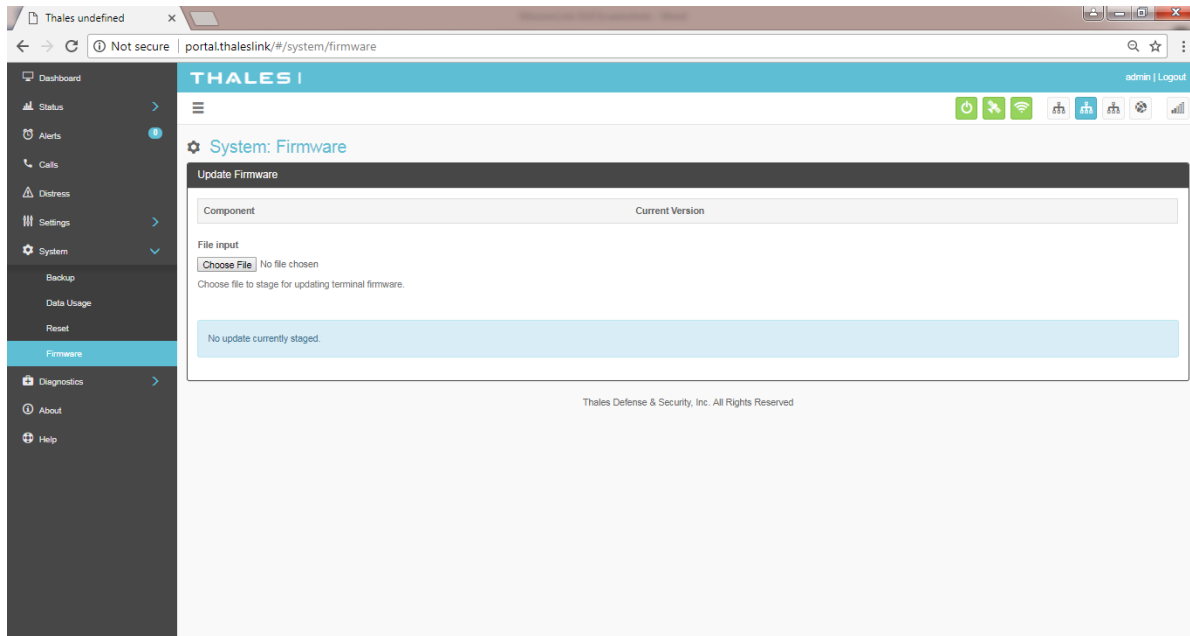 Thales undefined
Not secure portal.thaleslink/#/system/firmware
Dashboard
THALES
admin | Logout
Status
Alerts 0
System: Firmware
Update Firmware
Calls
Distress
Component Current Version
Settings
System
File input
Choose File No file chosen
Choose file to stage for updating terminal firmware.
Backup
Data Usage
Reset
No update currently staged.
Firmware
Diagnostics
About
Help
Thales Defense & Security, Inc. All Rights Reserved